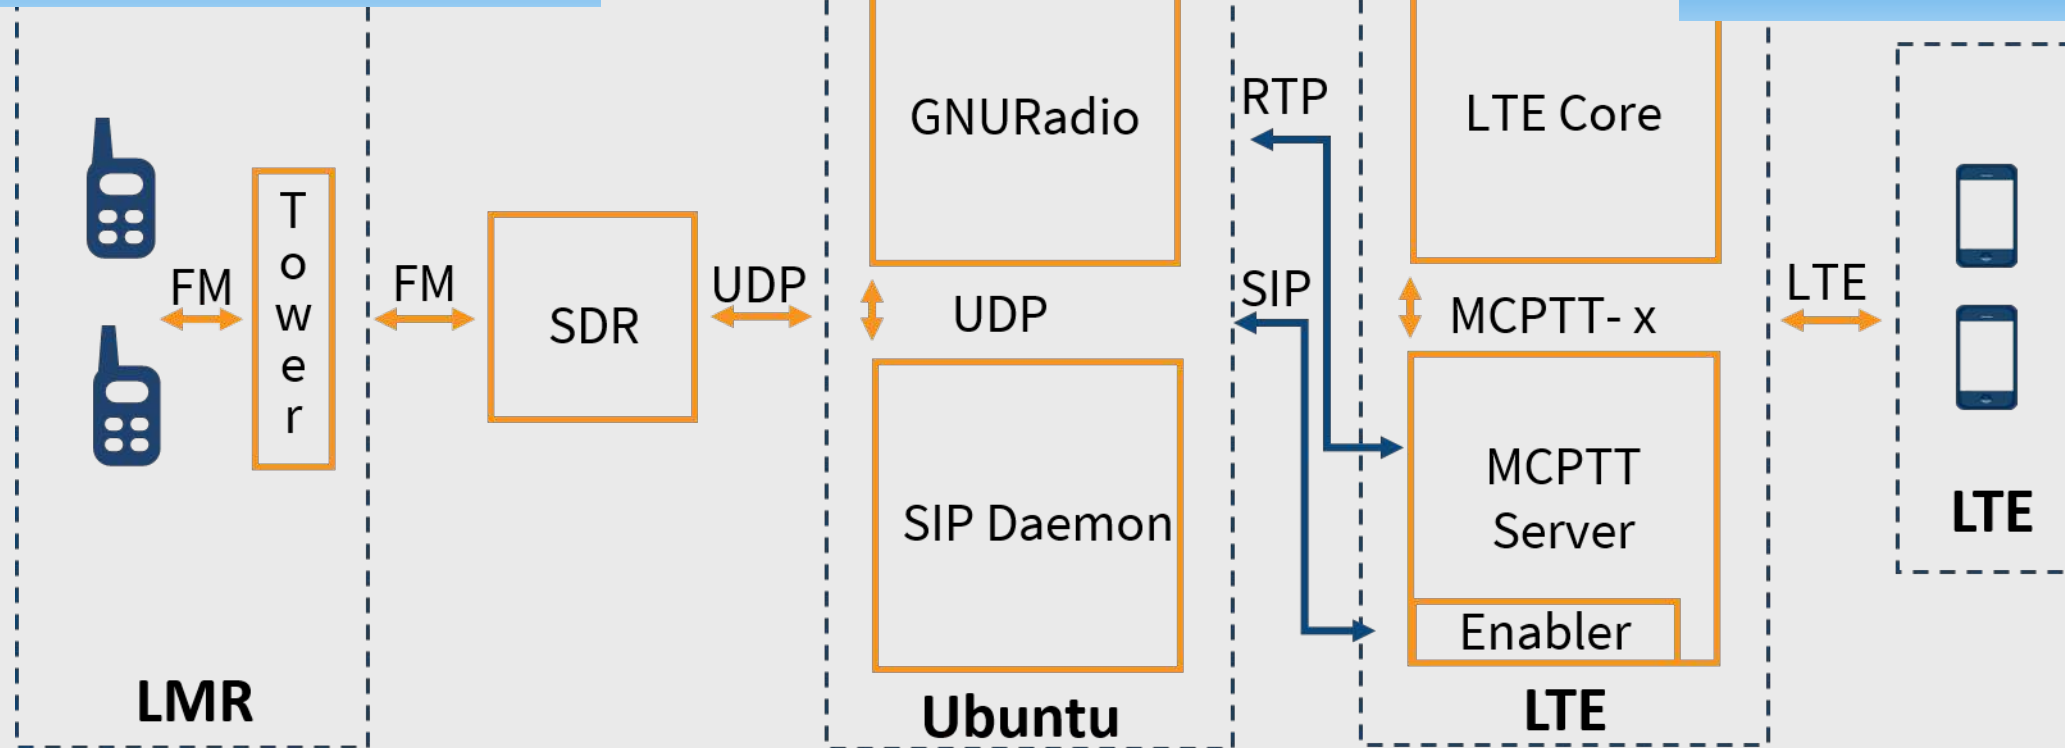 T
o
w
e
r
FM
LMR
FM
SDR
UDP
GNURadio
UDP
SIP Daemon
Ubuntu
RTP
SIP
LTE Core
MCPTT- x
MCPTT
Server
Enabler
LTE
LTE
LTE